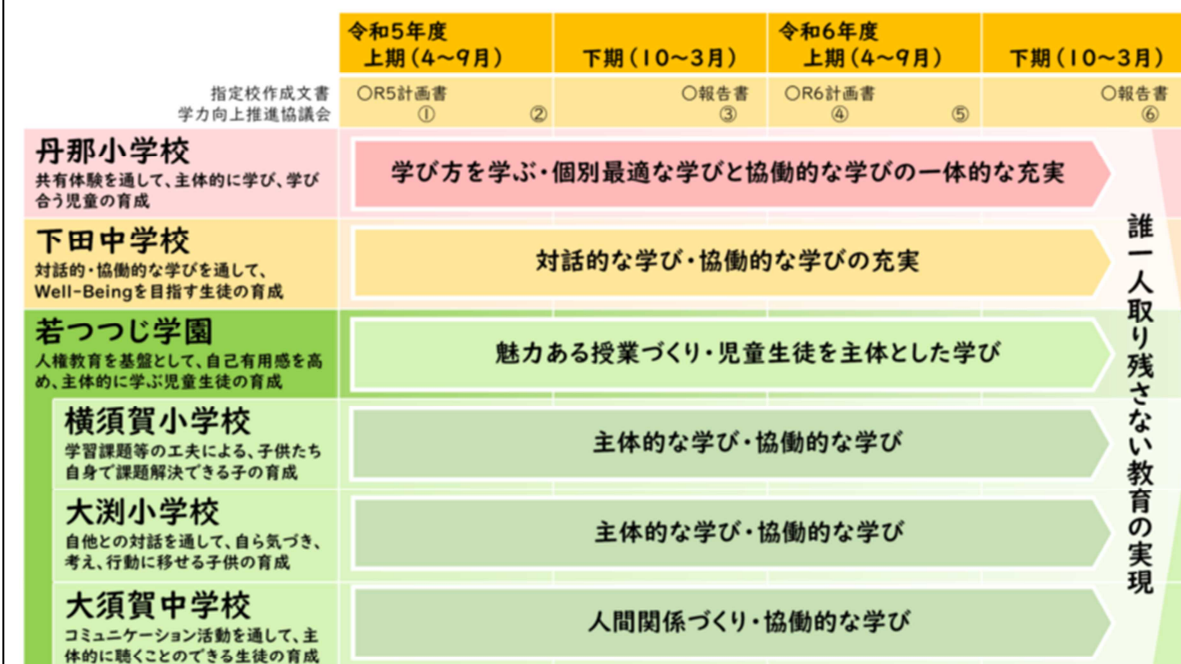 令和5年度
上期(4～9月)
下期(10～3月)
令和6年度
上期(4～9月)
下期(10～3月)
指定校作成文書
学力向上推進協議会
○R5計画書
①
②
○報告書
③
○R6計画書
④
⑤
○報告書
⑥
丹那小学校
共有体験を通して、主体的に学び、学び
合う児童の育成
学び方を学ぶ・個別最適な学びと協働的な学びの一体的な充実
下田中学校
対話的・協働的な学びを通して、
Well-Beingを目指す生徒の育成
対話的な学び・協働的な学びの充実
若つつじ学園
人権教育を基盤として、自己有用感を高
め、主体的に学ぶ児童生徒の育成
魅力ある授業づくり・児童生徒を主体とした学び
横須賀小学校
学習課題等の工夫による、子供たち
自身で課題解決できる子の育成
主体的な学び・協働的な学び
大渕小学校
自他との対話を通して、自ら気づき、
考え、行動に移せる子供の育成
主体的な学び・協働的な学び
大須賀中学校
コミュニケーション活動を通して、主
体的に聴くことのできる生徒の育成
人間関係づくり・協働的な学び
誰一人取り残さない教育の実現